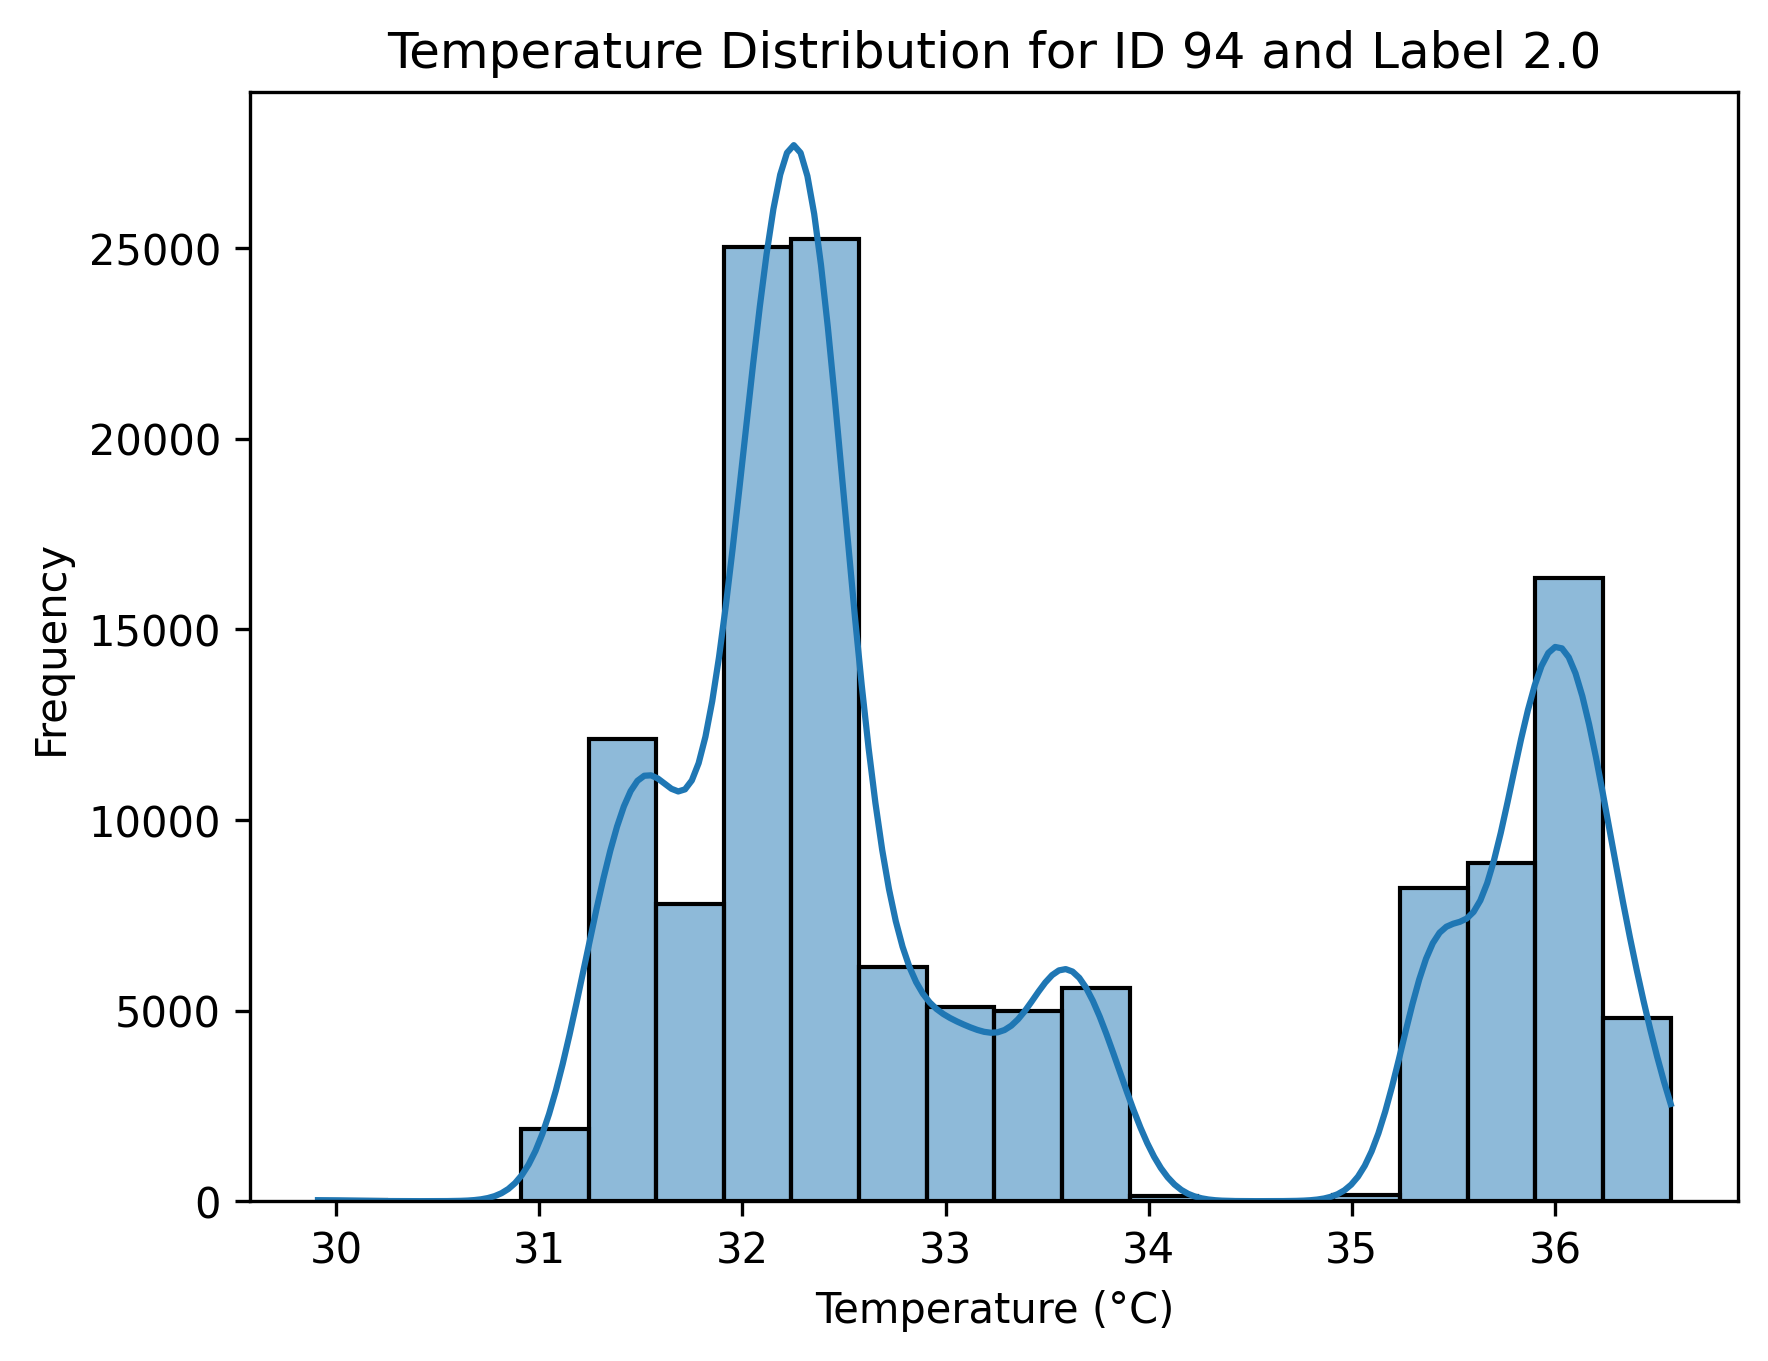 Temperature Distribution for ID 94 and Label 2.0
25000
20000
15000
10000
5000
0
Frequency
30 31 32 33 34 35 36
Temperature (°C)